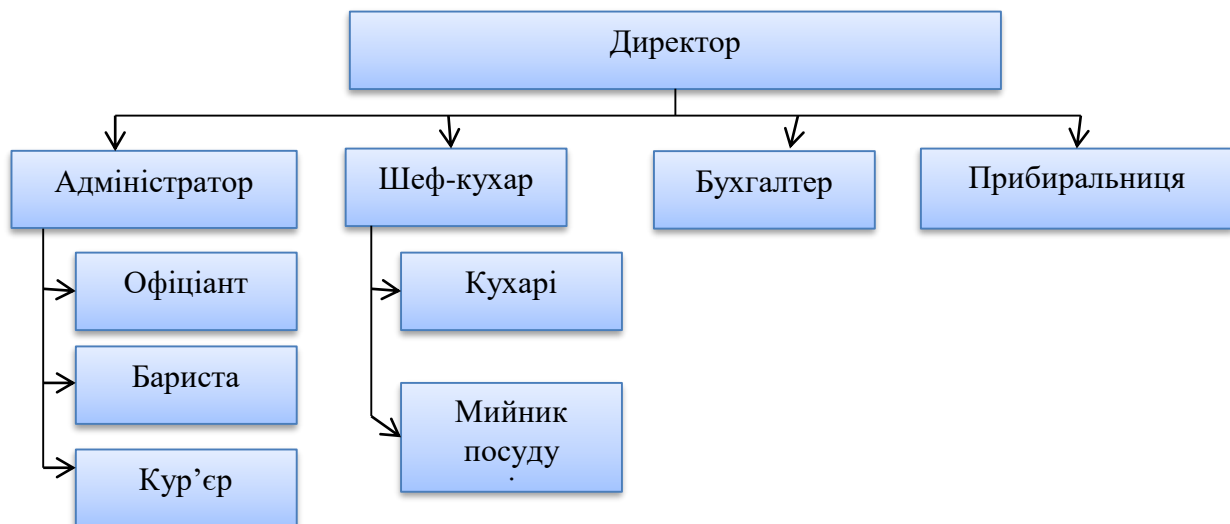 Директор
Адміністратор
Шеф-кухар
Бухгалтер
Прибиральниця
Офіціант
Кухарі
Бариста
Мийник
посуду
.
Кур’єр